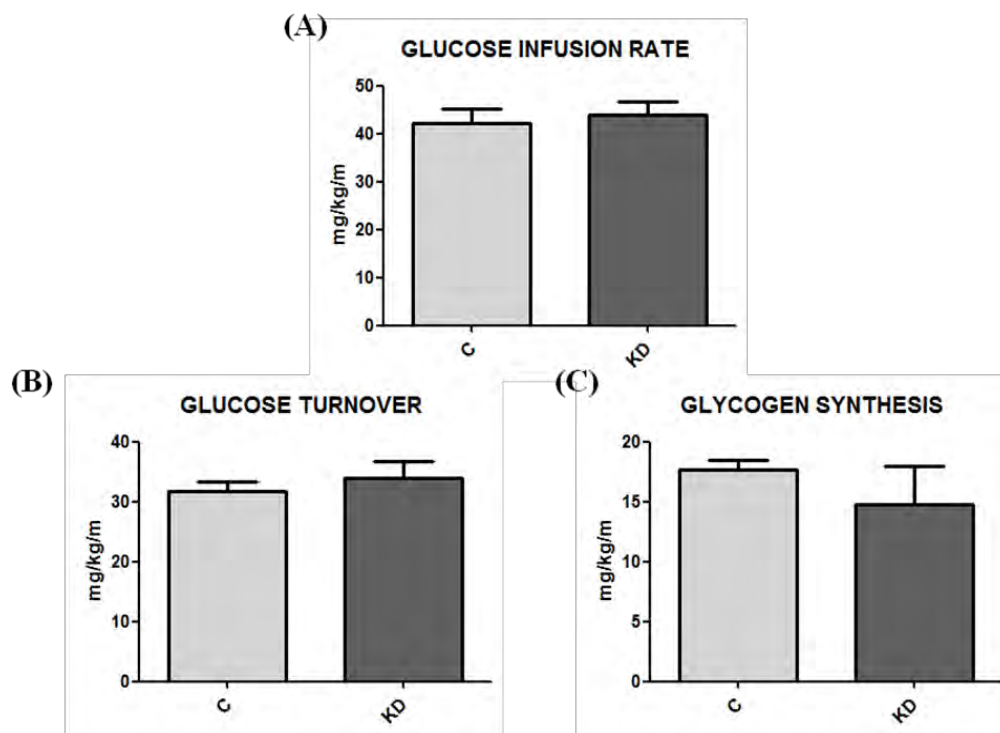 (A)
GLUCOSE INFUSION RATE
50
40
30
20
10
0
mg/kg/m
C
KD
(B)
GLUCOSE TURNOVER
40
30
20
10
0
mg/kg/m
C
KD
(C)
GLYCOGEN SYNTHESIS
20
15
10
5
0
mg/kg/m
C
KD